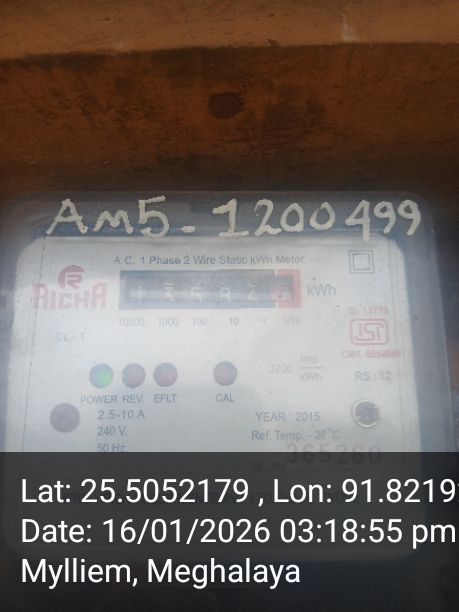 AM5-1200499
A.C. 1 Phase 2 Wire Static kWh Meter
RICHA
kWh
10000 1000 100 10 1 1/10
IS: 13779
CL-1
ISI
3200 imp/kWh
RS:12
POWER REV. EFLT CAL
2.5-10 A
240 V.
50 Hz.
YEAR : 2015
Ref. Temp. - 27°C
SL. No 365260
Lat: 25.5052179 , Lon: 91.8219
Date: 16/01/2026 03:18:55 pm
Mylliem, Meghalaya